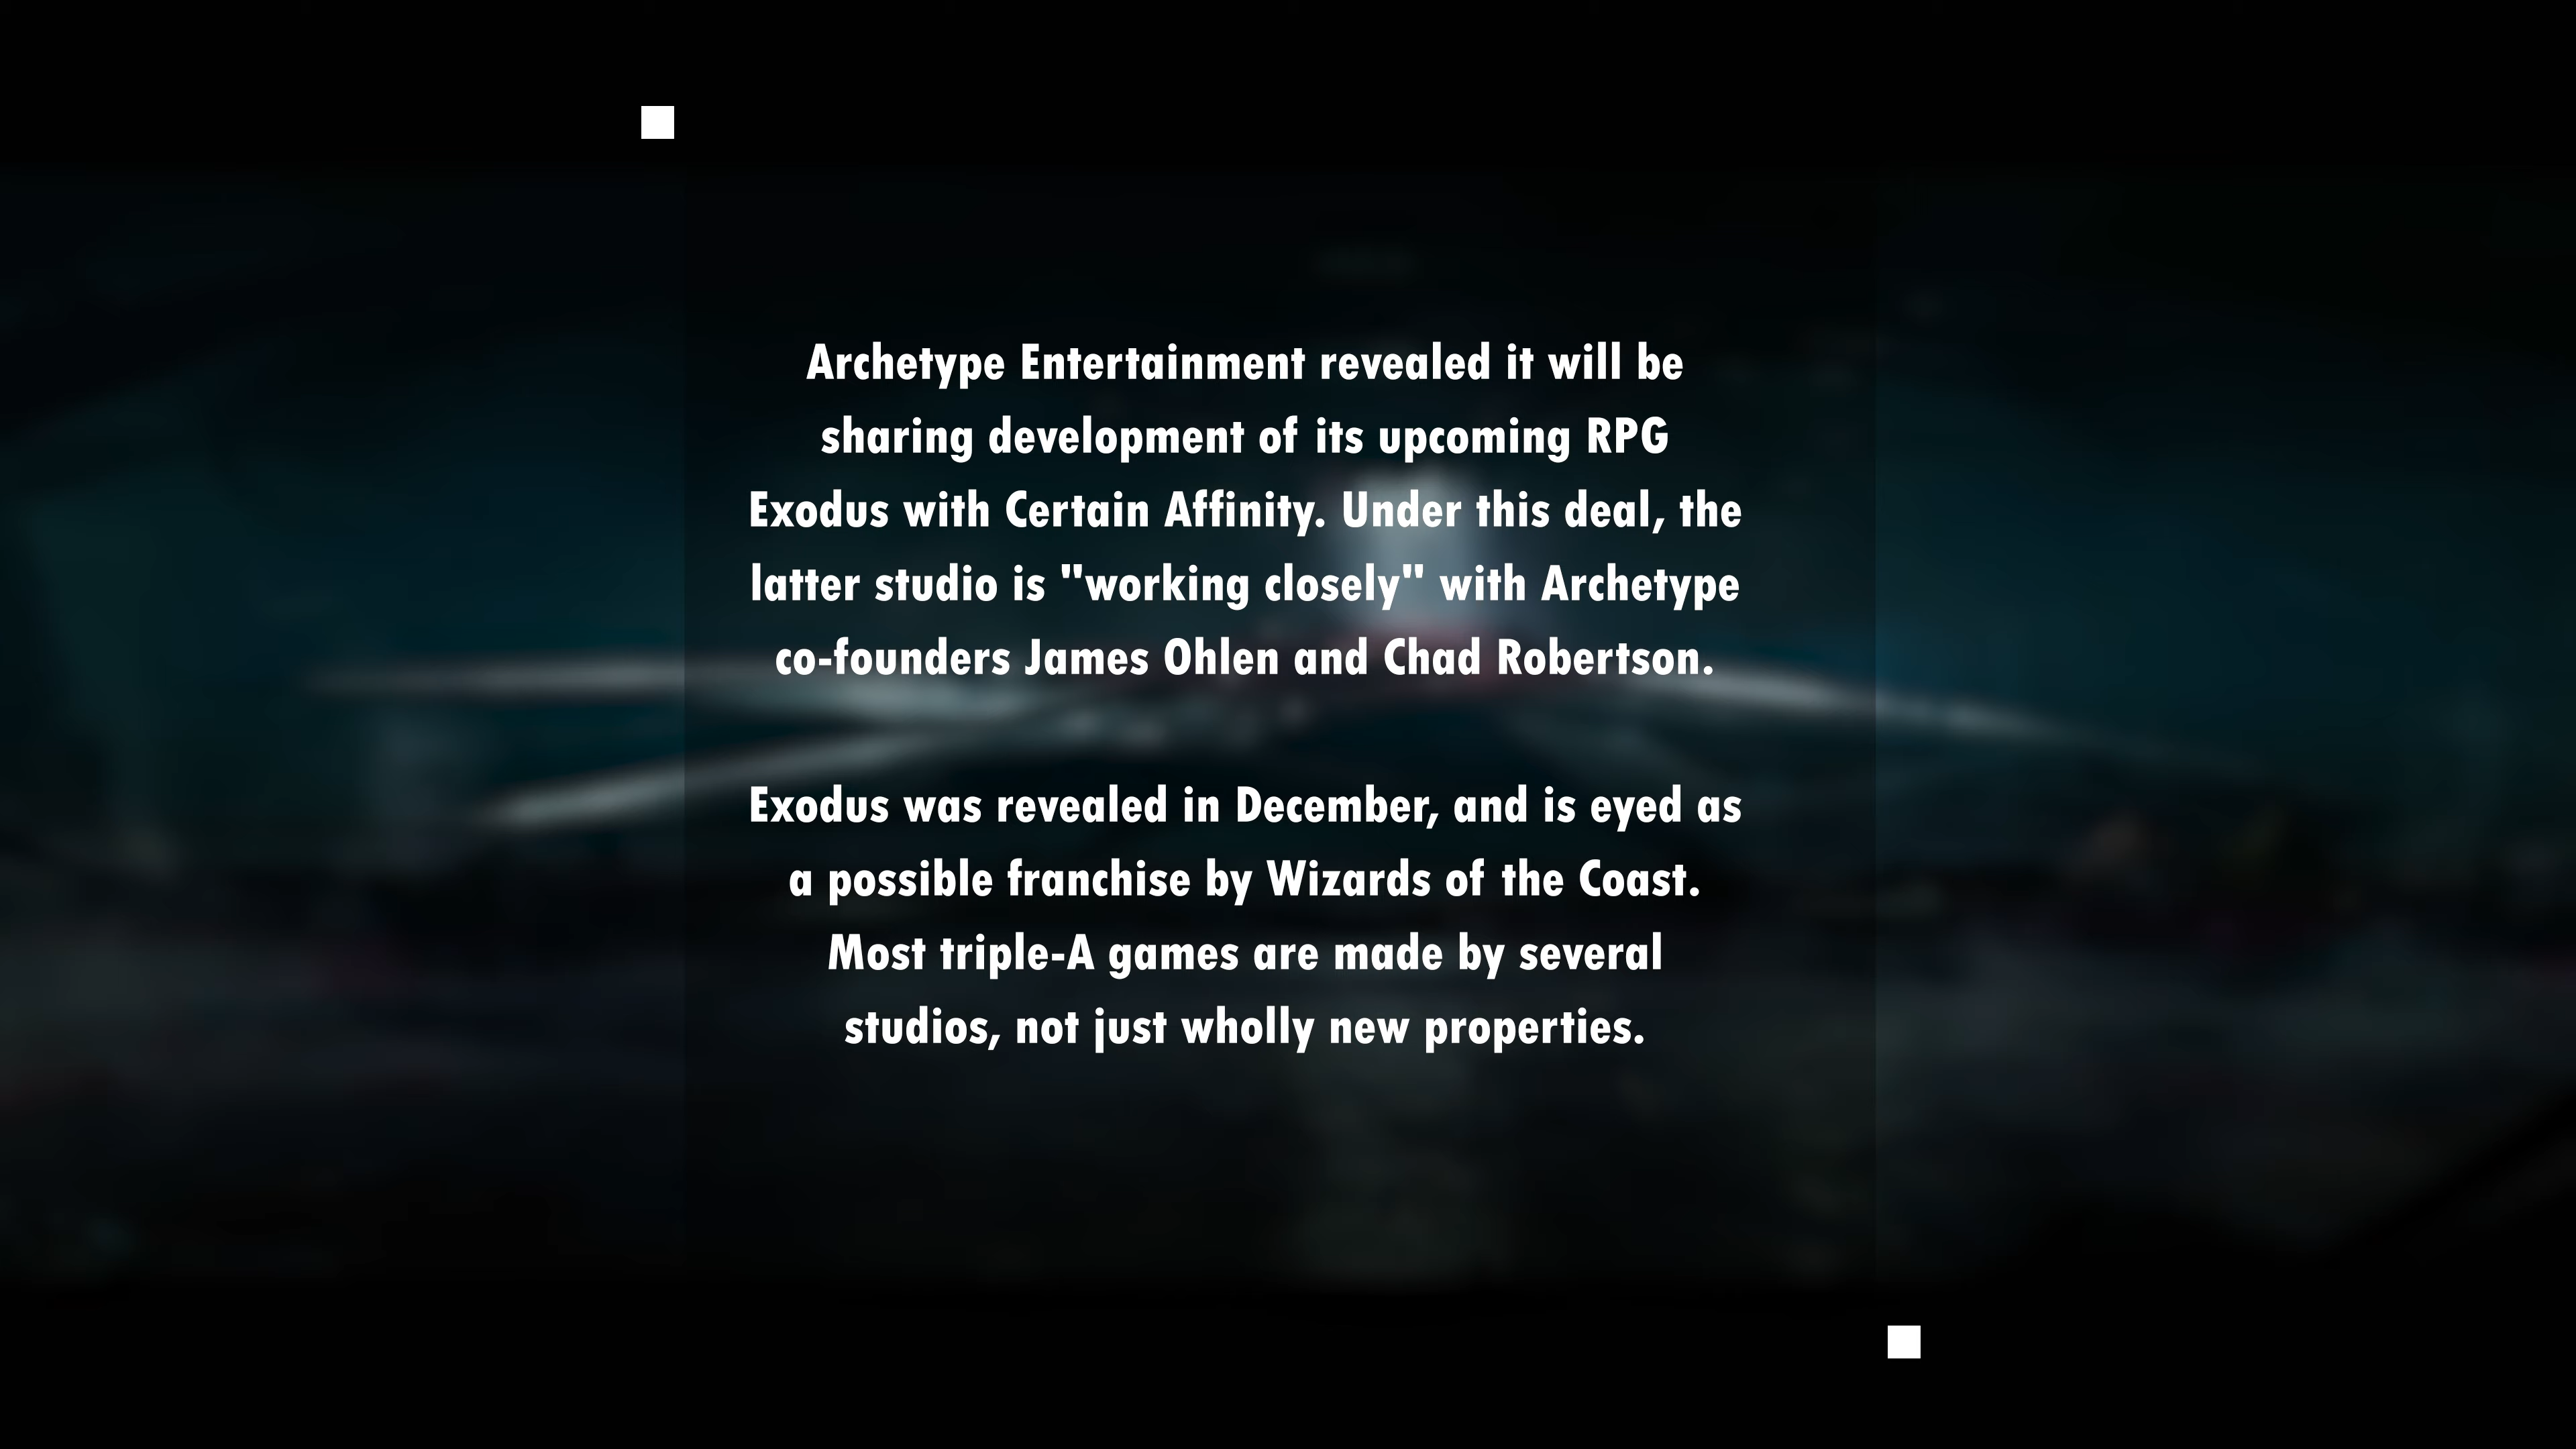 Archetype Entertainment revealed it will be
sharing development of its upcoming RPG
Exodus with Certain Affinity. Under this deal, the
latter studio is "working closely" with Archetype
co-founders James Ohlen and Chad Robertson.
Exodus was revealed in December, and is eyed as
a possible franchise by Wizards of the Coast.
Most triple-A games are made by several
studios, not just wholly new properties.